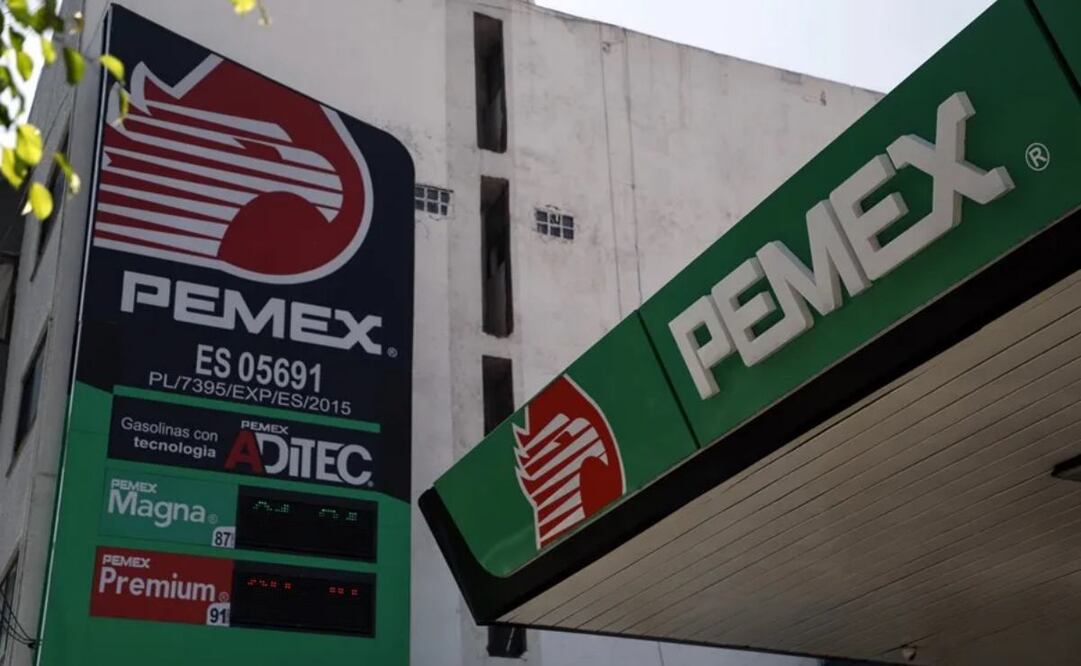 PEMEX®
ES 05691
PL/7395/EXP/ES/2015
Gasolinas con
tecnologia
PEMEX
ADiTEC®
PEMEX
Magna®
87
PEMEX
Premium®
91
PEMEX®